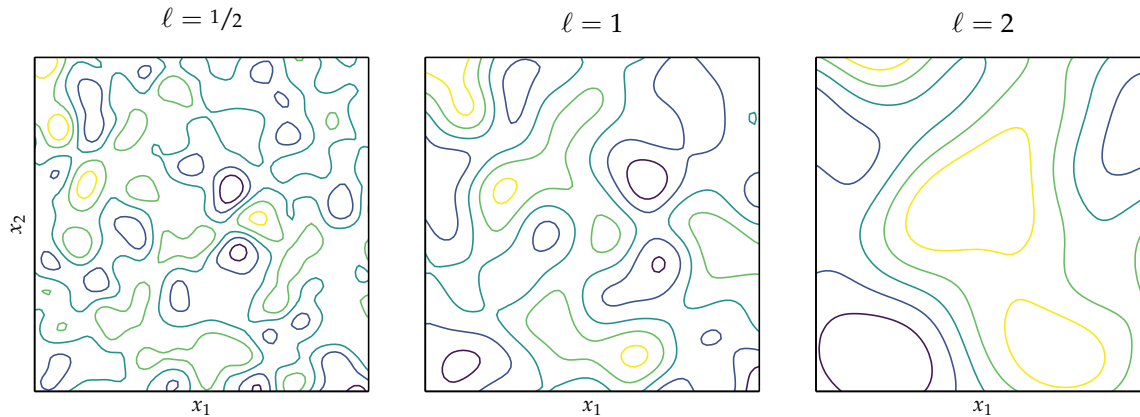 ℓ = 1/2
ℓ = 1
ℓ = 2
x₂
x₁
x₁
x₁